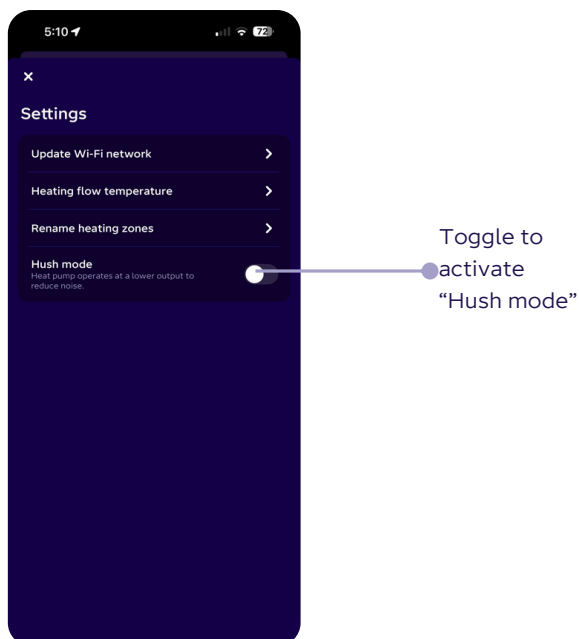 5:10
72
Settings
Update Wi-Fi network
Heating flow temperature
Rename heating zones
Hush mode
Heat pump operates at a lower output to
reduce noise.
Toggle to
activate
“Hush mode”